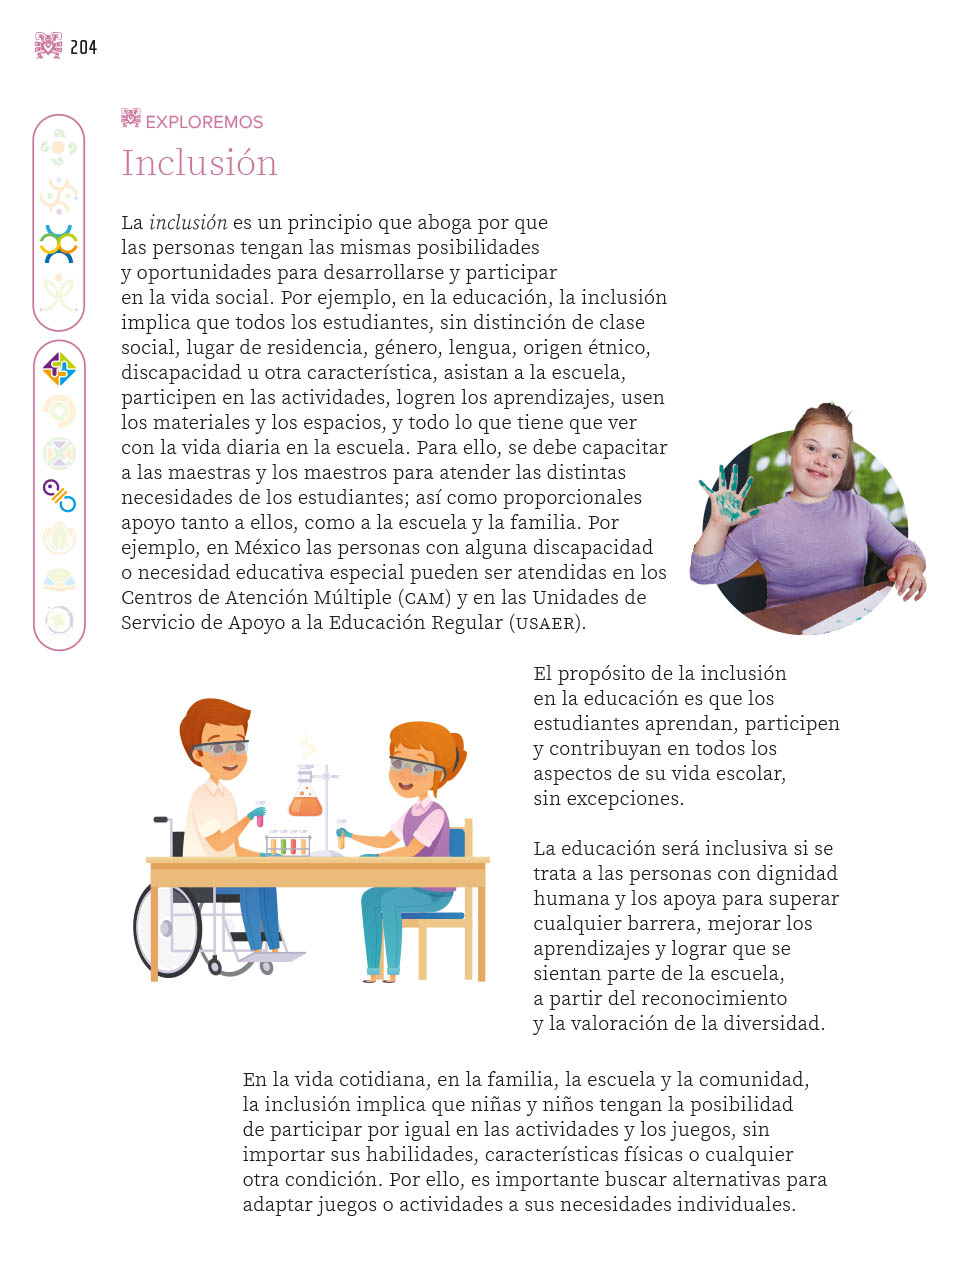 204
EXPLOREMOS
Inclusión
La inclusión es un principio que aboga por que
las personas tengan las mismas posibilidades
y oportunidades para desarrollarse y participar
en la vida social. Por ejemplo, en la educación, la inclusión
implica que todos los estudiantes, sin distinción de clase
social, lugar de residencia, género, lengua, origen étnico,
discapacidad u otra característica, asistan a la escuela,
participen en las actividades, logren los aprendizajes, usen
los materiales y los espacios, y todo lo que tiene que ver
con la vida diaria en la escuela. Para ello, se debe capacitar
a las maestras y los maestros para atender las distintas
necesidades de los estudiantes; así como proporcionales
apoyo tanto a ellos, como a la escuela y la familia. Por
ejemplo, en México las personas con alguna discapacidad
o necesidad educativa especial pueden ser atendidas en los
Centros de Atención Múltiple (CAM) y en las Unidades de
Servicio de Apoyo a la Educación Regular (USAER).
El propósito de la inclusión
en la educación es que los
estudiantes aprendan, participen
y contribuyan en todos los
aspectos de su vida escolar,
sin excepciones.
La educación será inclusiva si se
trata a las personas con dignidad
humana y los apoya para superar
cualquier barrera, mejorar los
aprendizajes y lograr que se
sientan parte de la escuela,
a partir del reconocimiento
y la valoración de la diversidad.
En la vida cotidiana, en la familia, la escuela y la comunidad,
la inclusión implica que niñas y niños tengan la posibilidad
de participar por igual en las actividades y los juegos, sin
importar sus habilidades, características físicas o cualquier
otra condición. Por ello, es importante buscar alternativas para
adaptar juegos o actividades a sus necesidades individuales.